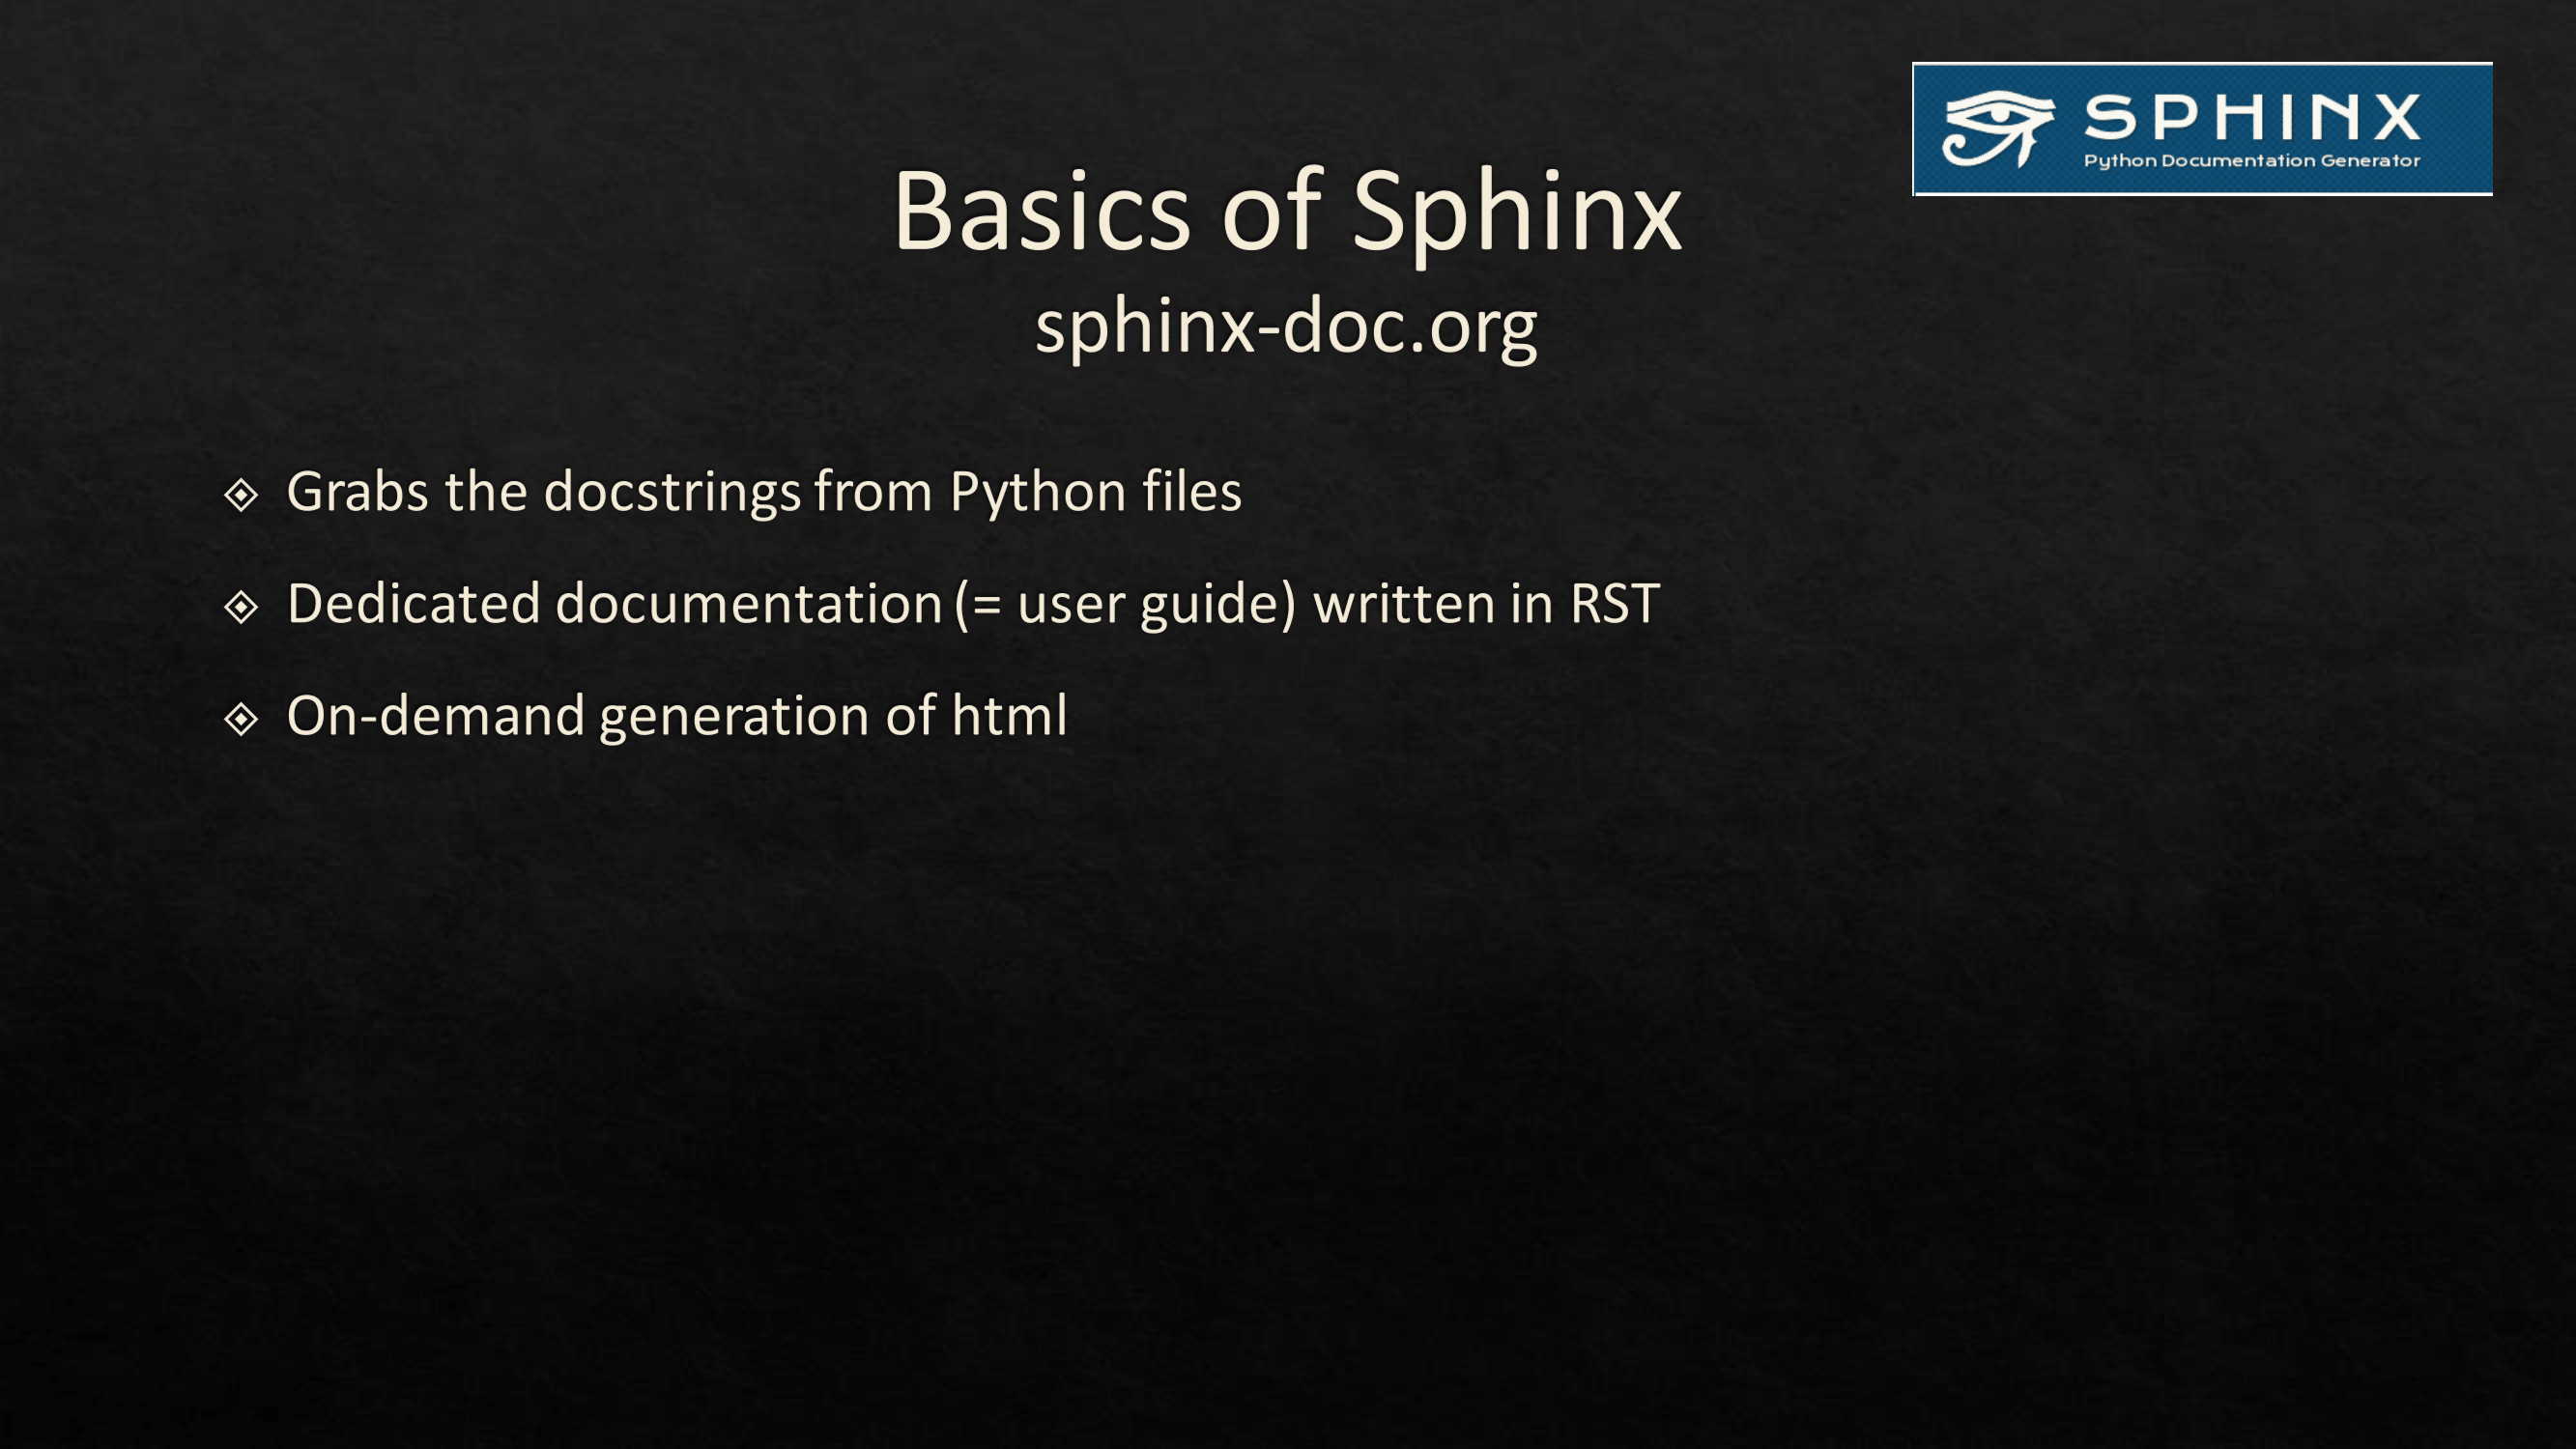 SPHINX
Python Documentation Generator
Basics of Sphinx
sphinx-doc.org
Grabs the docstrings from Python files
Dedicated documentation (= user guide) written in RST
On-demand generation of html